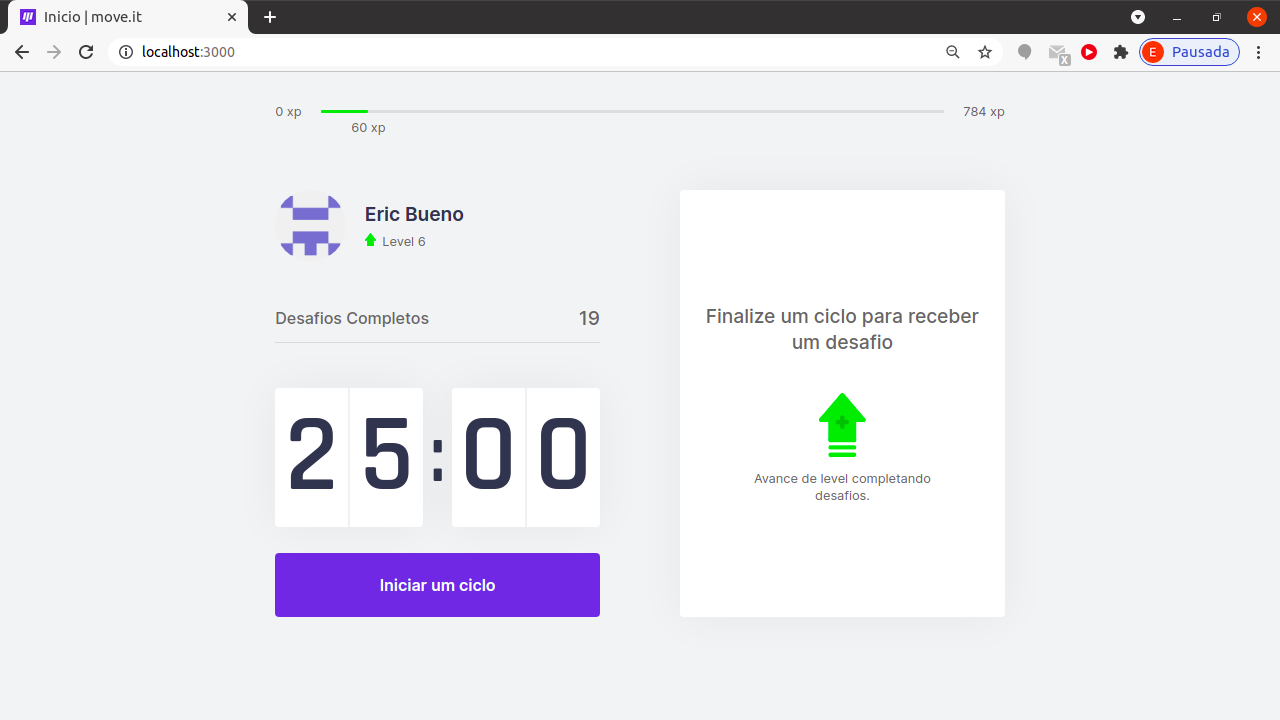 Inicio | move.it
localhost:3000
E Pausada
X
0 xp
784 xp
60 xp
Eric Bueno
Level 6
Desafios Completos 19
25:00
Iniciar um ciclo
Finalize um ciclo para receber
um desafio
Avance de level completando
desafios.